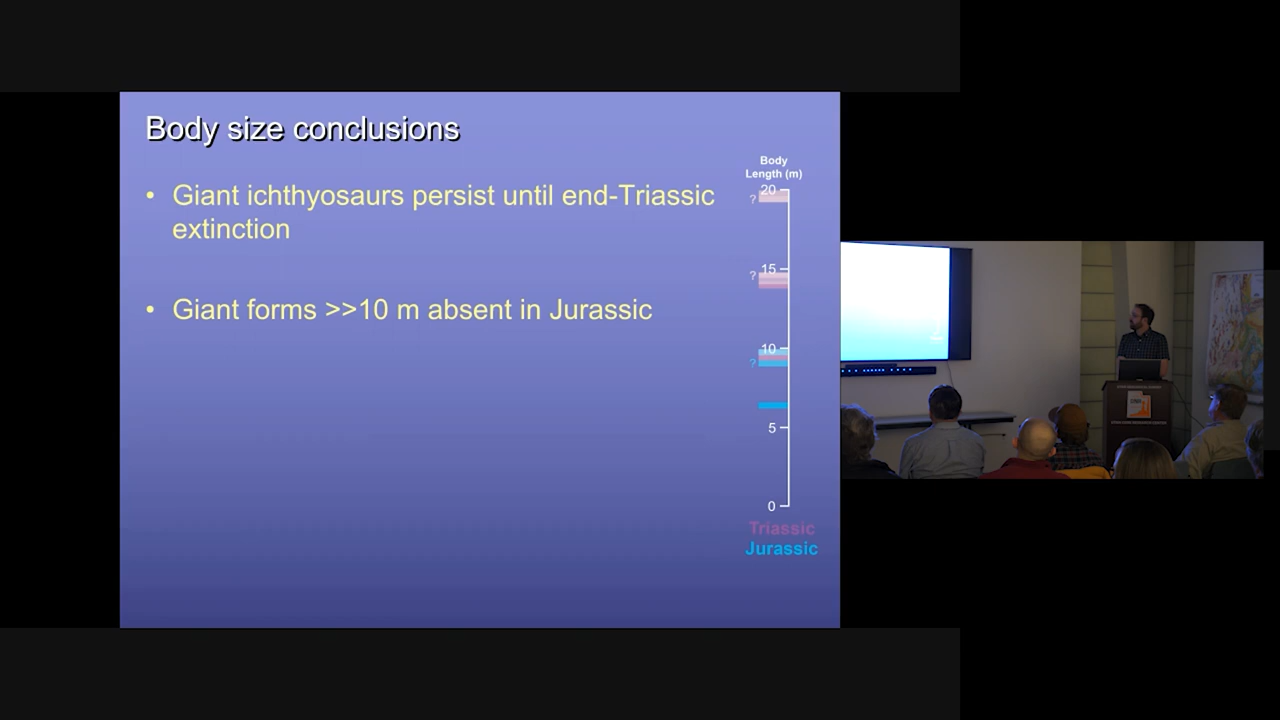 Body size conclusions
• Giant ichthyosaurs persist until end-Triassic
extinction
• Giant forms >>10 m absent in Jurassic
Body
Length (m)
20
?
15
?
10
?
5
0
Triassic
Jurassic